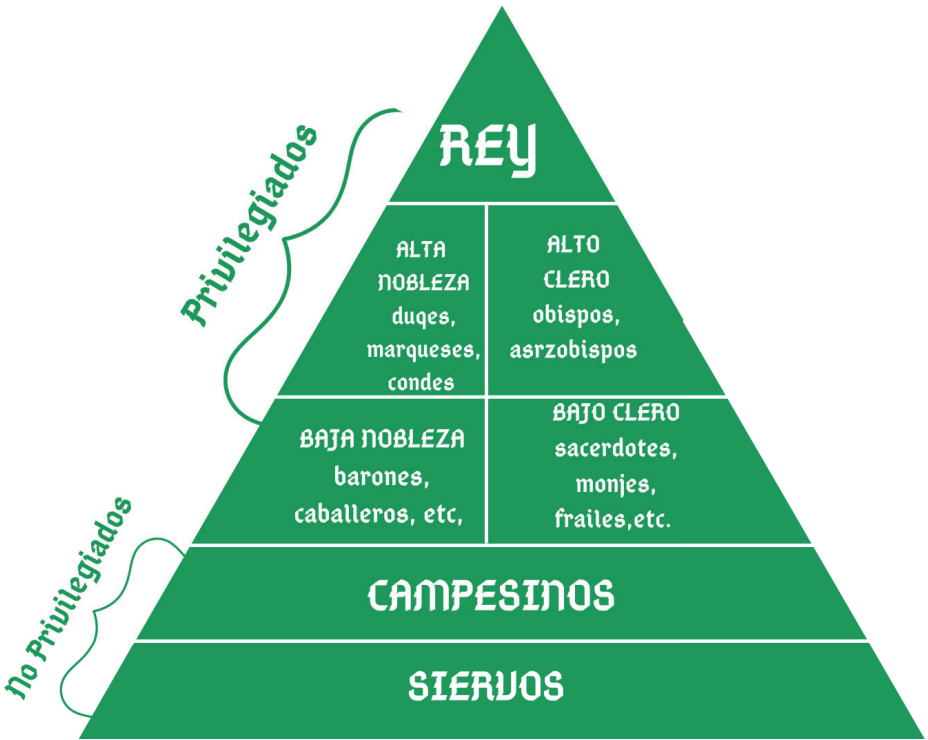 Privilegiados
REY
ALTA
NOBLEZA
duqes,
marqueses,
condes
ALTO
CLERO
obispos,
asrzobispos
BAJA NOBLEZA
barones,
caballeros, etc,
BAJO CLERO
sacerdotes,
monjes,
frailes,etc.
No Privilegiados
CAMPESINOS
SIERVOS